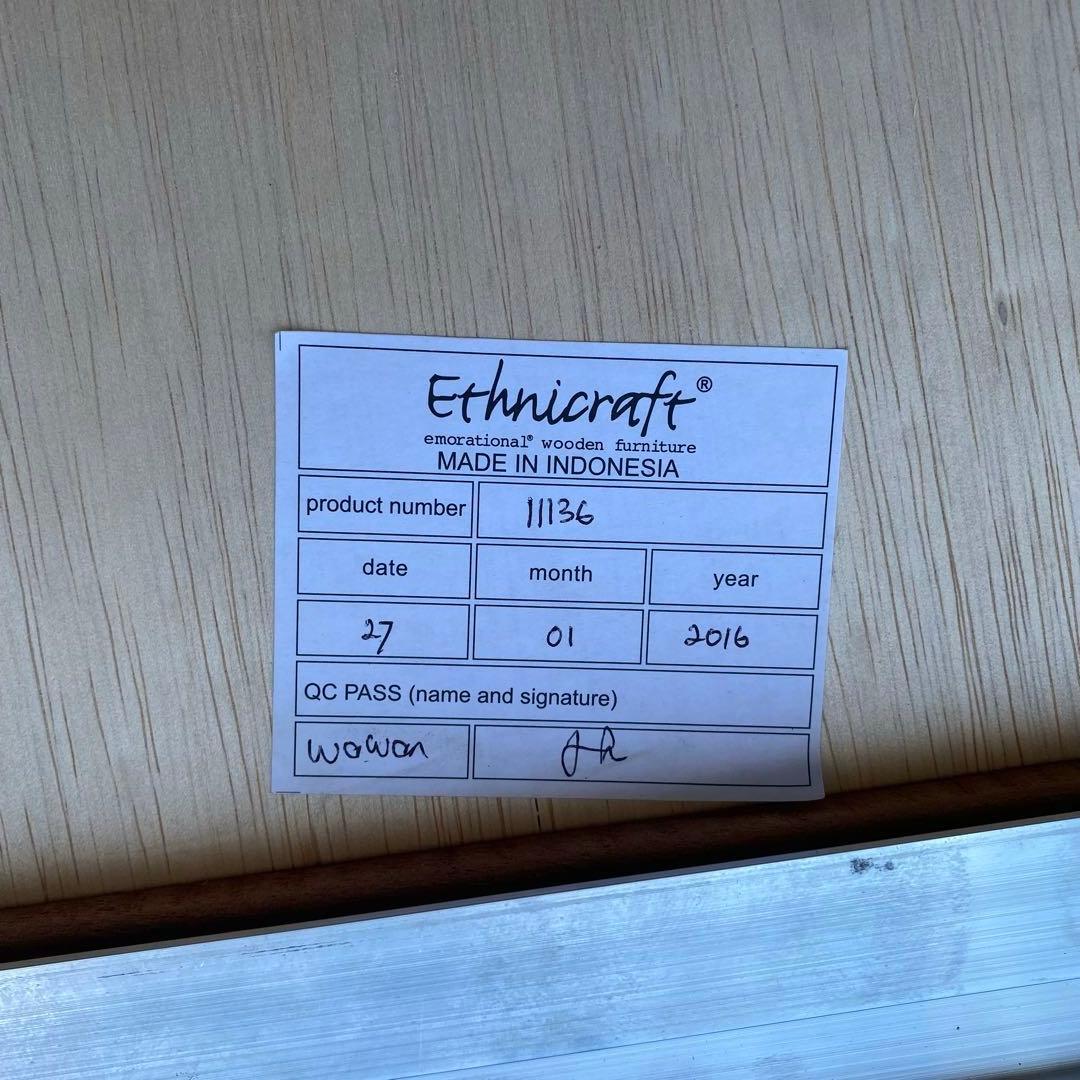 Ethnicraft®
emorational® wooden furniture
MADE IN INDONESIA
product number 11136
date month year
27 01 2016
QC PASS (name and signature)
wawan